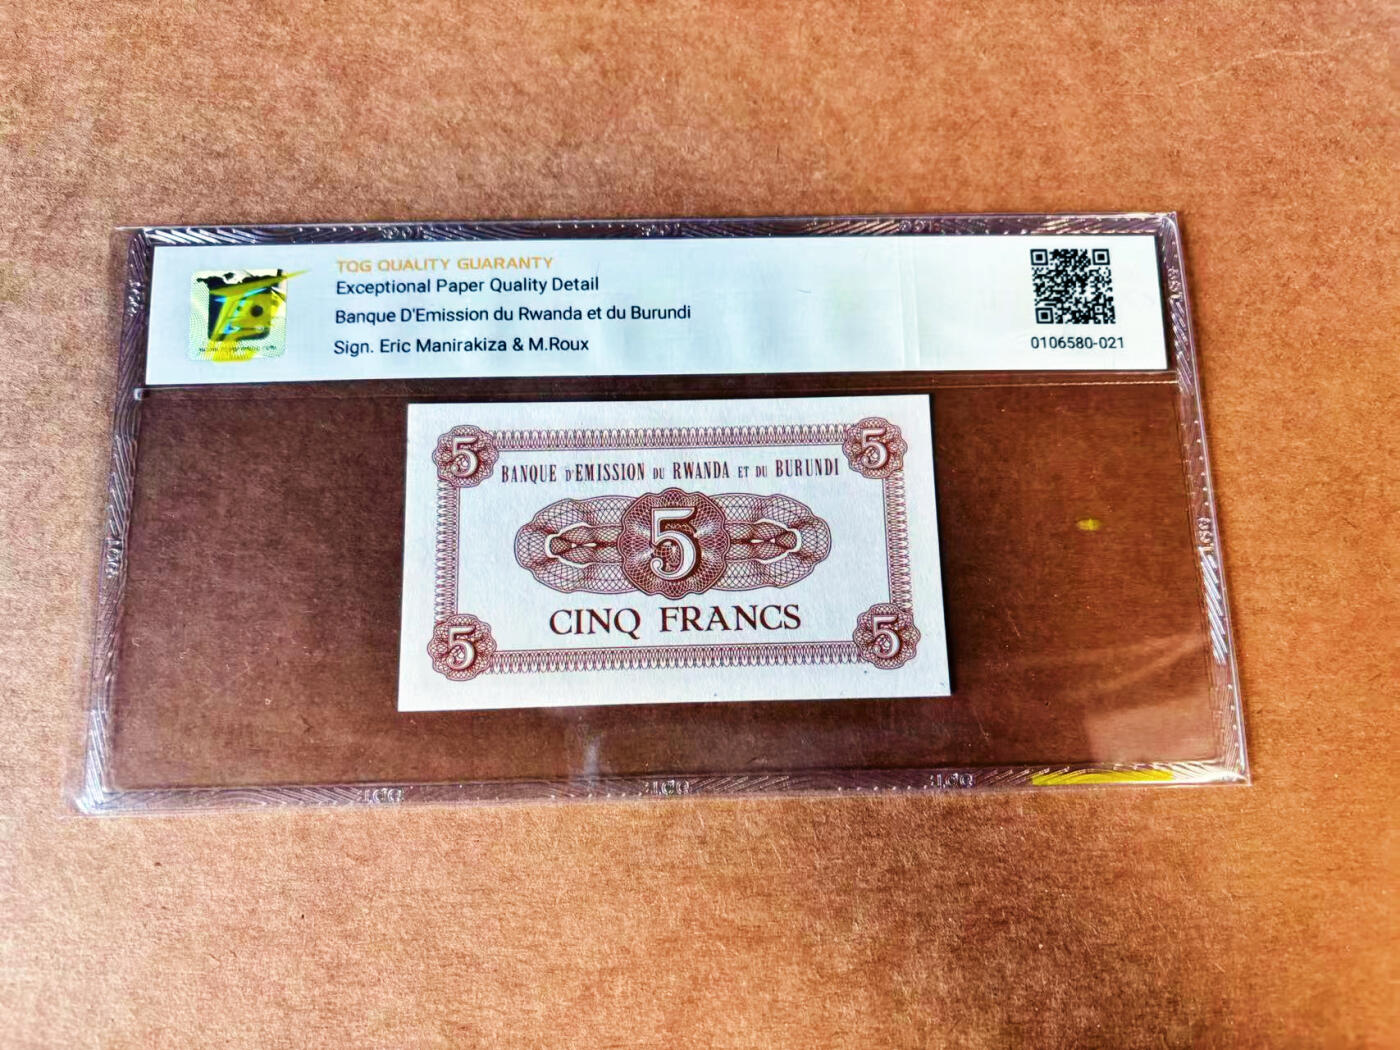 TQG QUALITY GUARANTY
Exceptional Paper Quality Detail
Banque D'Emission du Rwanda et du Burundi
Sign. Eric Manirakiza & M.Roux
0106580-021
5 5
BANQUE D'EMISSION DU RWANDA ET DU BURUNDI
5
CINQ FRANCS
5 5